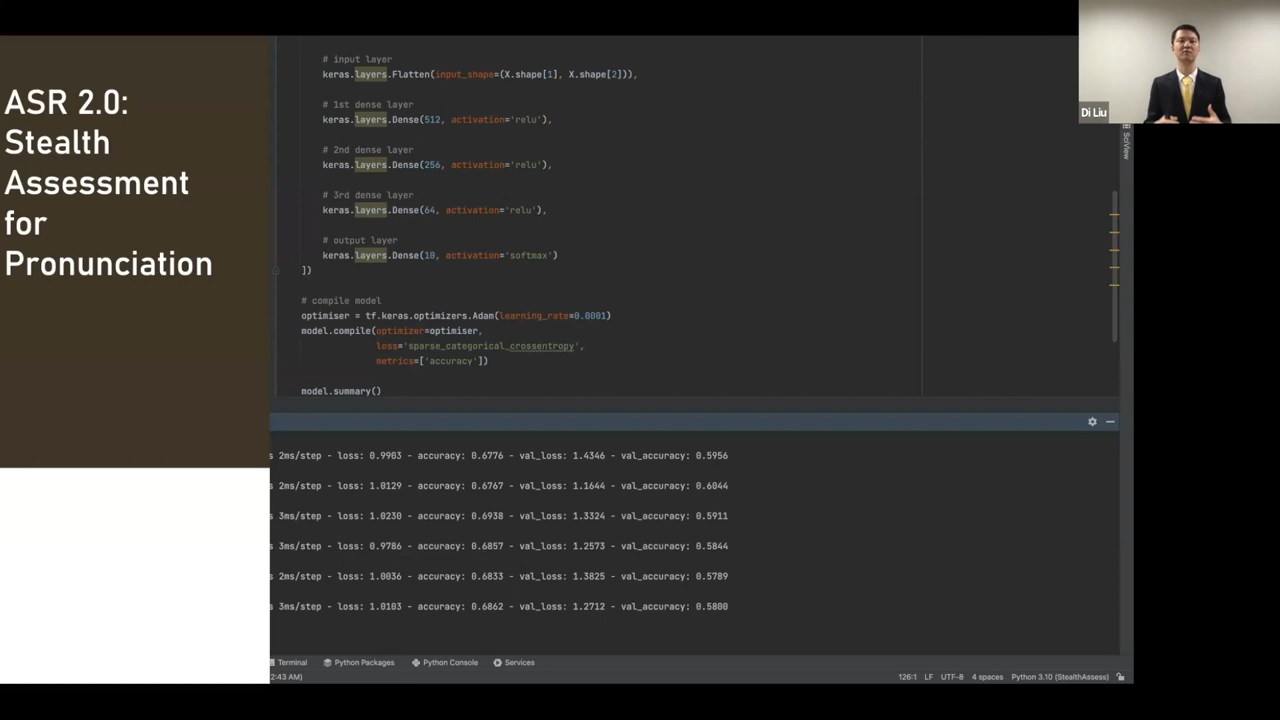 ASR 2.0:
Stealth
Assessment
for
Pronunciation
# input layer
keras.layers.Flatten(input_shape=(X.shape[1], X.shape[2])),
# 1st dense layer
keras.layers.Dense(512, activation='relu'),
# 2nd dense layer
keras.layers.Dense(256, activation='relu'),
# 3rd dense layer
keras.layers.Dense(64, activation='relu'),
# output layer
keras.layers.Dense(10, activation='softmax')
])
# compile model
optimiser = tf.keras.optimizers.Adam(learning_rate=0.0001)
model.compile(optimizer=optimiser,
loss='sparse_categorical_crossentropy',
metrics=['accuracy'])
model.summary()
Di Liu
SciView
s 2ms/step - loss: 0.9903 - accuracy: 0.6776 - val_loss: 1.4346 - val_accuracy: 0.5956
s 2ms/step - loss: 1.0129 - accuracy: 0.6767 - val_loss: 1.1644 - val_accuracy: 0.6044
s 3ms/step - loss: 1.0230 - accuracy: 0.6938 - val_loss: 1.3324 - val_accuracy: 0.5911
s 3ms/step - loss: 0.9786 - accuracy: 0.6857 - val_loss: 1.2573 - val_accuracy: 0.5844
s 2ms/step - loss: 1.0036 - accuracy: 0.6833 - val_loss: 1.3825 - val_accuracy: 0.5789
s 3ms/step - loss: 1.0103 - accuracy: 0.6862 - val_loss: 1.2712 - val_accuracy: 0.5800
Terminal Python Packages Python Console Services
2:43 AM) 126:1 LF UTF-8 4 spaces Python 3.10 (StealthAssess)